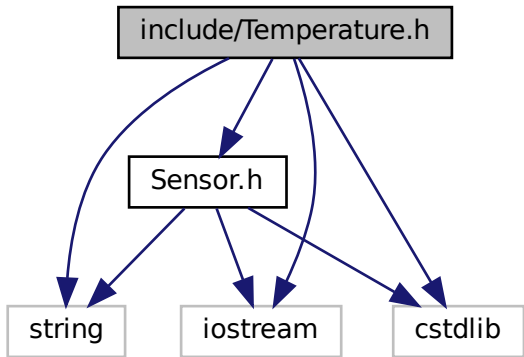 include/Temperature.h
Sensor.h
string
iostream
cstdlib